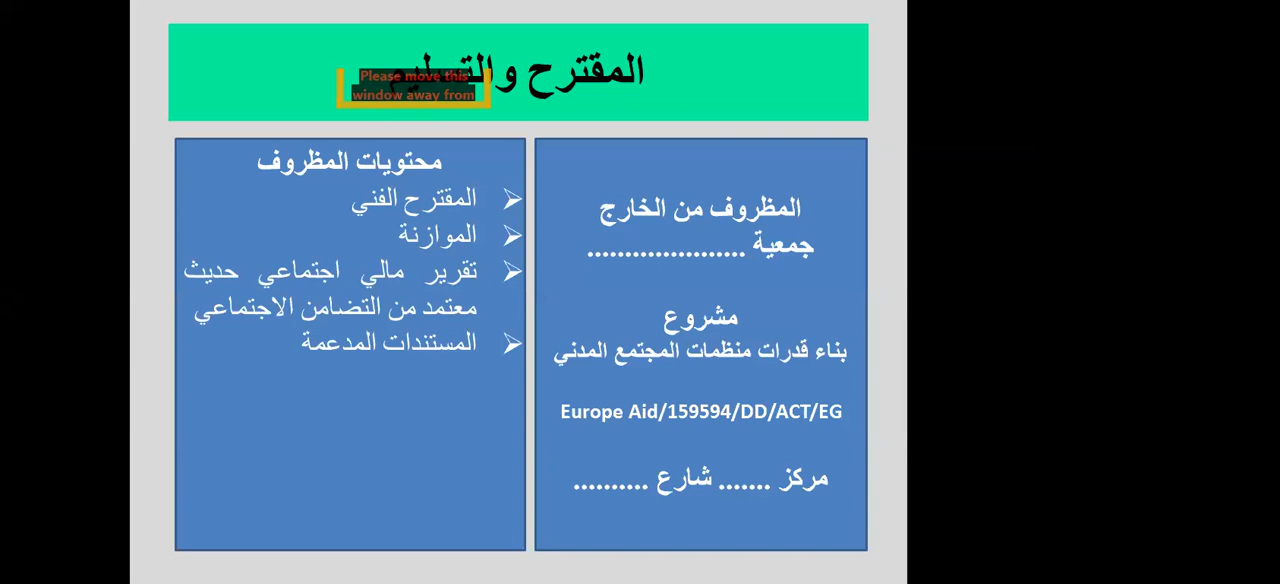 المقترح والتسليم
Please move this
window away from
المظروف من الخارج
جمعية .....................
مشروع
بناء قدرات منظمات المجتمع المدني
Europe Aid/159594/DD/ACT/EG
مركز ....... شارع ..........
محتويات المظروف
المقترح الفني
الموازنة
تقرير مالي اجتماعي حديث
معتمد من التضامن الاجتماعي
المستندات المدعمة